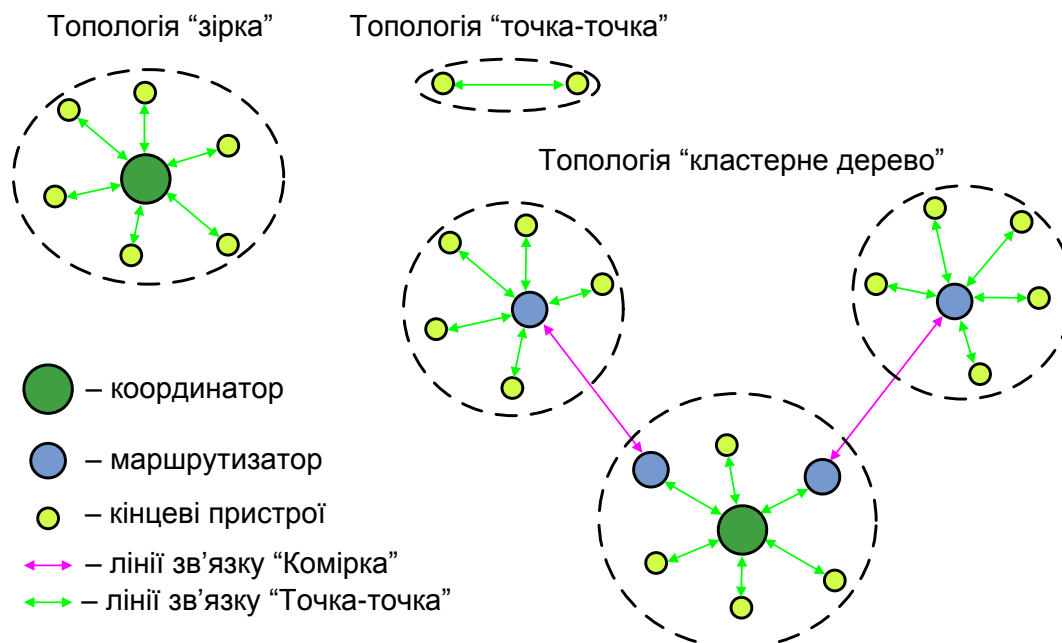 Топологія “зірка”
Топологія “точка-точка”
Топологія “кластерне дерево”
– координатор
– маршрутизатор
– кінцеві пристрої
– лінії зв’язку “Комірка”
– лінії зв’язку “Точка-точка”